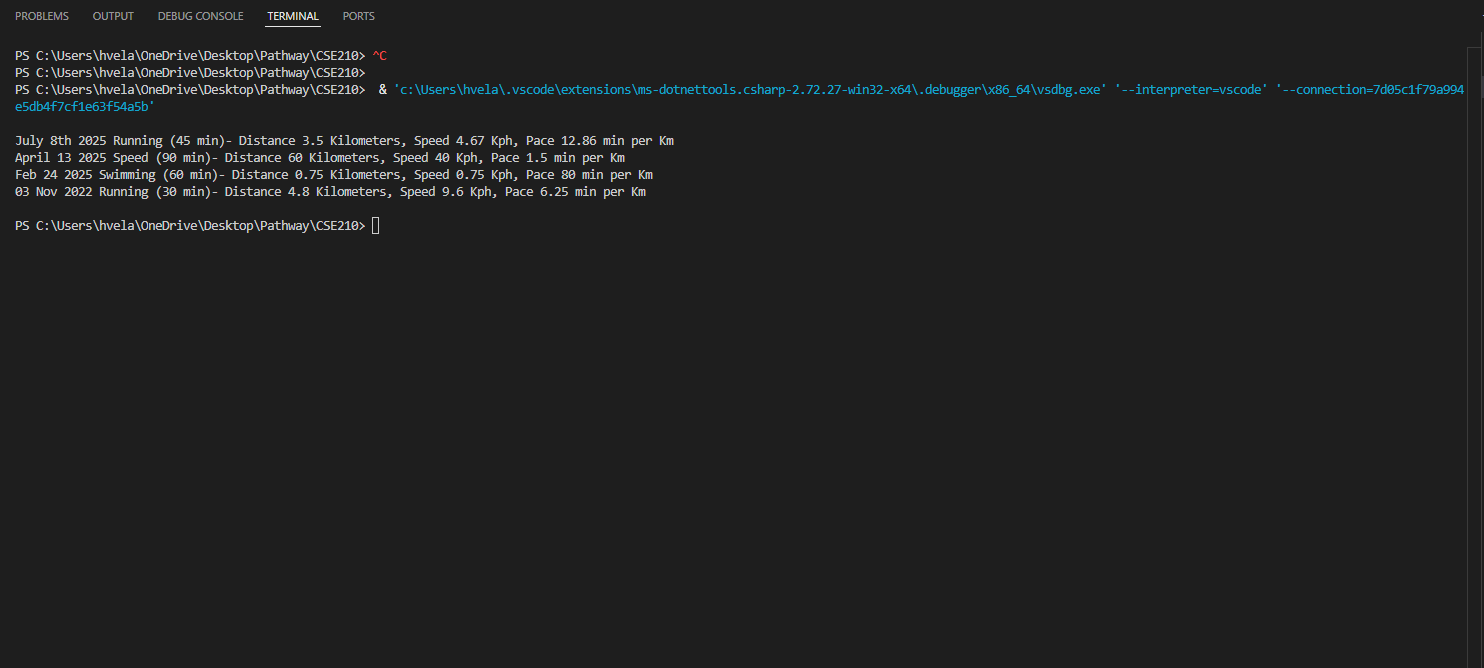 PROBLEMS OUTPUT DEBUG CONSOLE TERMINAL PORTS
PS C:\Users\hvela\OneDrive\Desktop\Pathway\CSE210> ^C
PS C:\Users\hvela\OneDrive\Desktop\Pathway\CSE210>
PS C:\Users\hvela\OneDrive\Desktop\Pathway\CSE210>  & 'c:\Users\hvela\.vscode\extensions\ms-dotnettools.csharp-2.72.27-win32-x64\.debugger\x86_64\vsdbg.exe' '--interpreter=vscode' '--connection=7d05c1f79a994
e5db4f7cf1e63f54a5b'
July 8th 2025 Running (45 min)- Distance 3.5 Kilometers, Speed 4.67 Kph, Pace 12.86 min per Km
April 13 2025 Speed (90 min)- Distance 60 Kilometers, Speed 40 Kph, Pace 1.5 min per Km
Feb 24 2025 Swimming (60 min)- Distance 0.75 Kilometers, Speed 0.75 Kph, Pace 80 min per Km
03 Nov 2022 Running (30 min)- Distance 4.8 Kilometers, Speed 9.6 Kph, Pace 6.25 min per Km
PS C:\Users\hvela\OneDrive\Desktop\Pathway\CSE210>